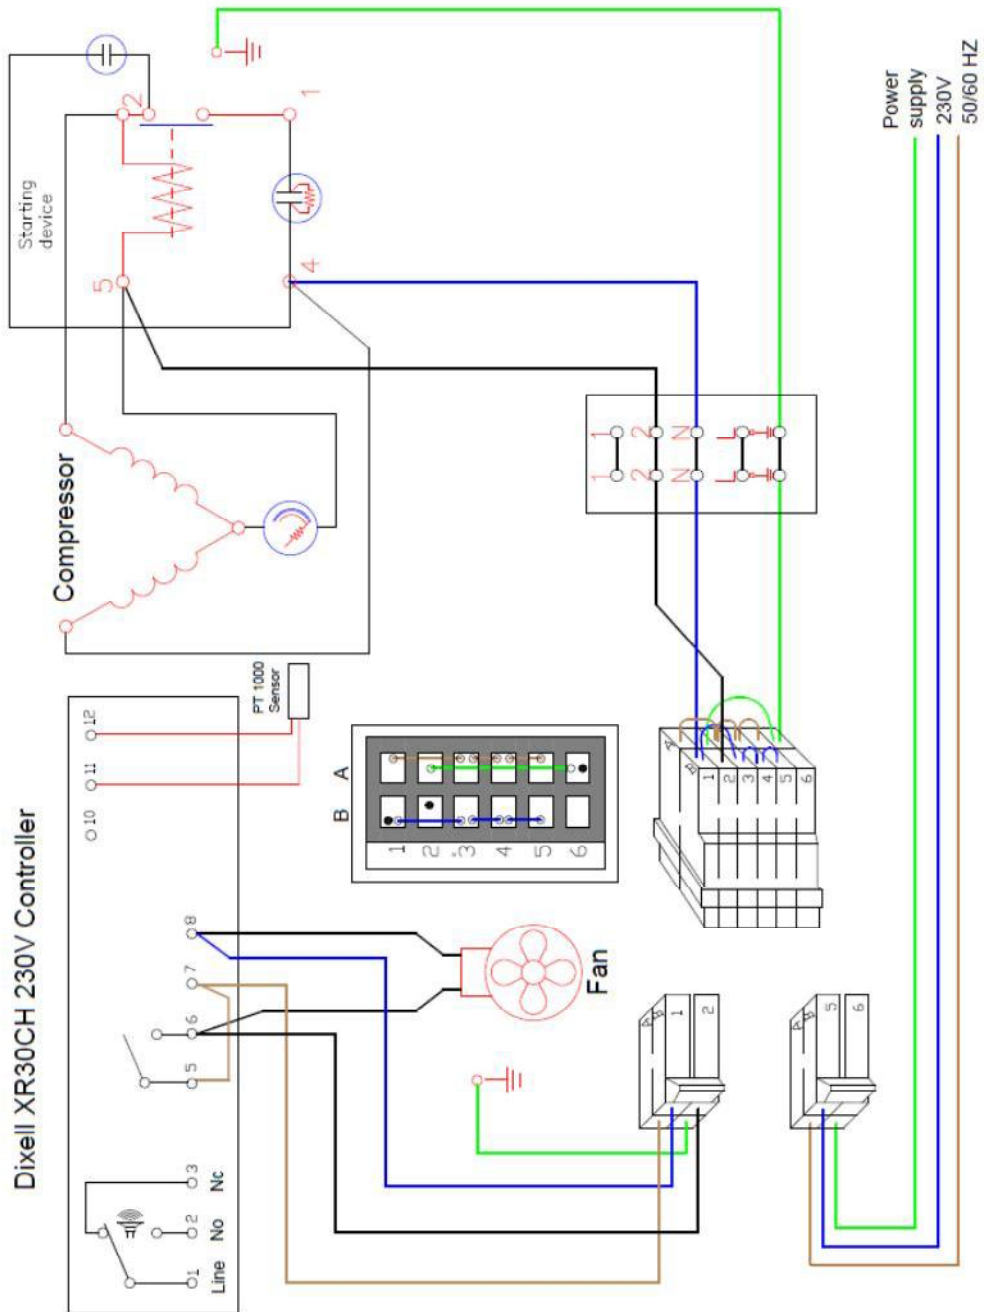 Dixell XR30CH 230V Controller
Line
No
Nc
1
2
3
5
6
7
8
10
11
12
PT 1000
Sensor
Compressor
Starting
device
5
2
1
4
Fan
B
A
1
2
3
4
5
6
1
2
N
L
1
2
N
L
A
B
1
2
3
4
5
6
A
B
1
2
A
B
5
6
Power
supply
230V
50/60 HZ